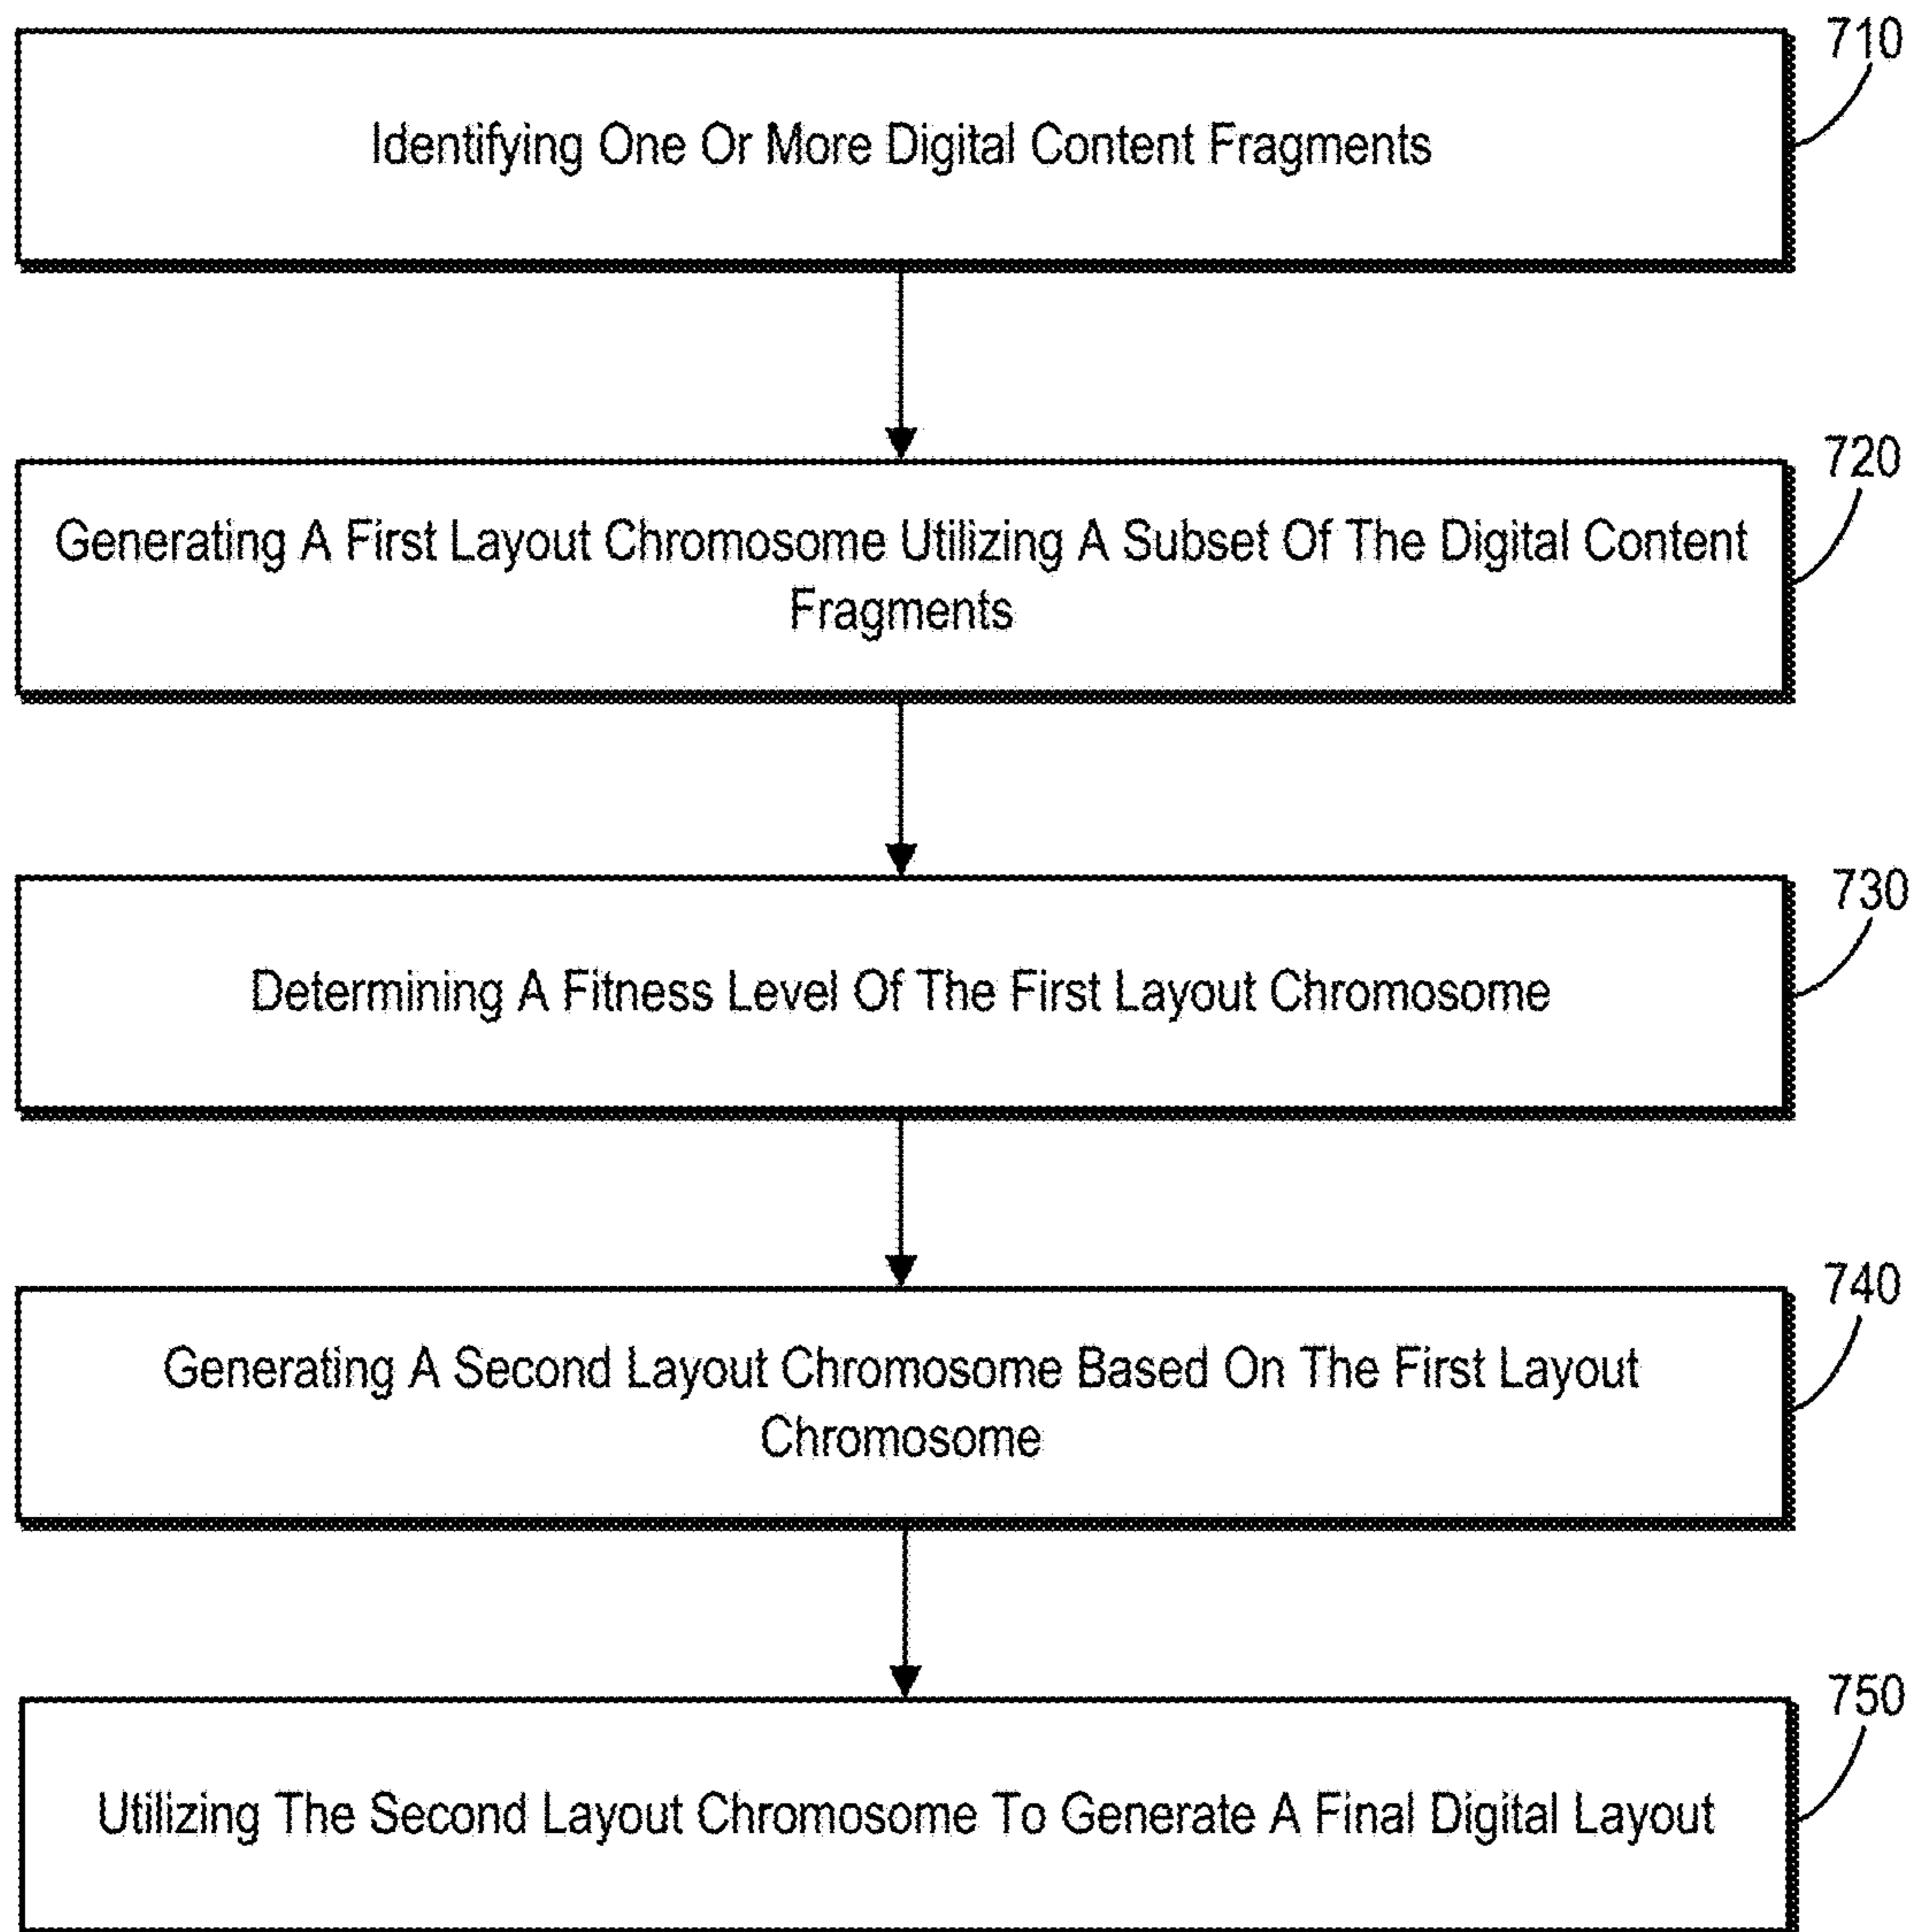 710
Identifying One Or More Digital Content Fragments
720
Generating A First Layout Chromosome Utilizing A Subset Of The Digital Content
Fragments
730
Determining A Fitness Level Of The First Layout Chromosome
740
Generating A Second Layout Chromosome Based On The First Layout
Chromosome
750
Utilizing The Second Layout Chromosome To Generate A Final Digital Layout